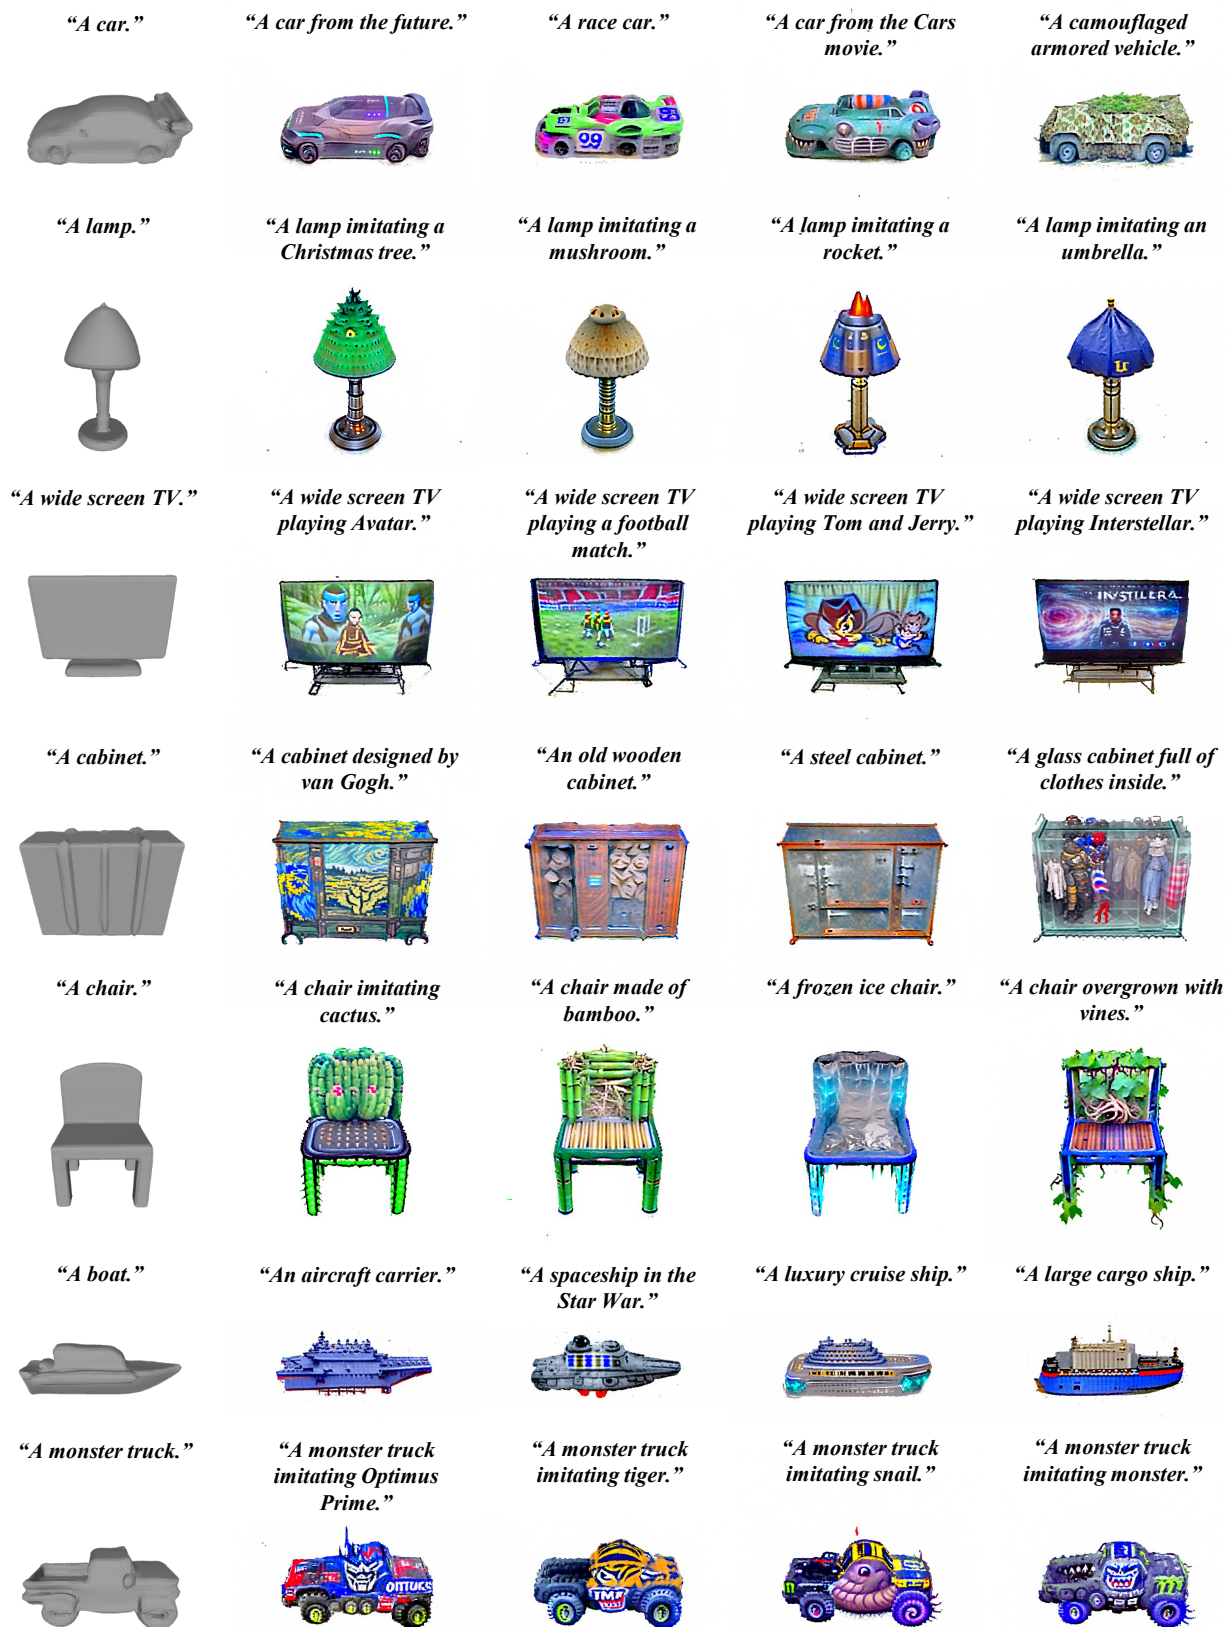 “A car.”
“A car from the future.”
“A race car.”
“A car from the Cars
movie.”
“A camouflaged
armored vehicle.”
99
“A lamp.”
“A lamp imitating a
Christmas tree.”
“A lamp imitating a
mushroom.”
“A lamp imitating a
rocket.”
“A lamp imitating an
umbrella.”
“A wide screen TV.”
“A wide screen TV
playing Avatar.”
“A wide screen TV
playing a football
match.”
“A wide screen TV
playing Tom and Jerry.”
“A wide screen TV
playing Interstellar.”
“A cabinet.”
“A cabinet designed by
van Gogh.”
“An old wooden
cabinet.”
“A steel cabinet.”
“A glass cabinet full of
clothes inside.”
“A chair.”
“A chair imitating
cactus.”
“A chair made of
bamboo.”
“A frozen ice chair.”
“A chair overgrown with
vines.”
“A boat.”
“An aircraft carrier.”
“A spaceship in the
Star War.”
“A luxury cruise ship.”
“A large cargo ship.”
“A monster truck.”
“A monster truck
imitating Optimus
Prime.”
“A monster truck
imitating tiger.”
“A monster truck
imitating snail.”
“A monster truck
imitating monster.”